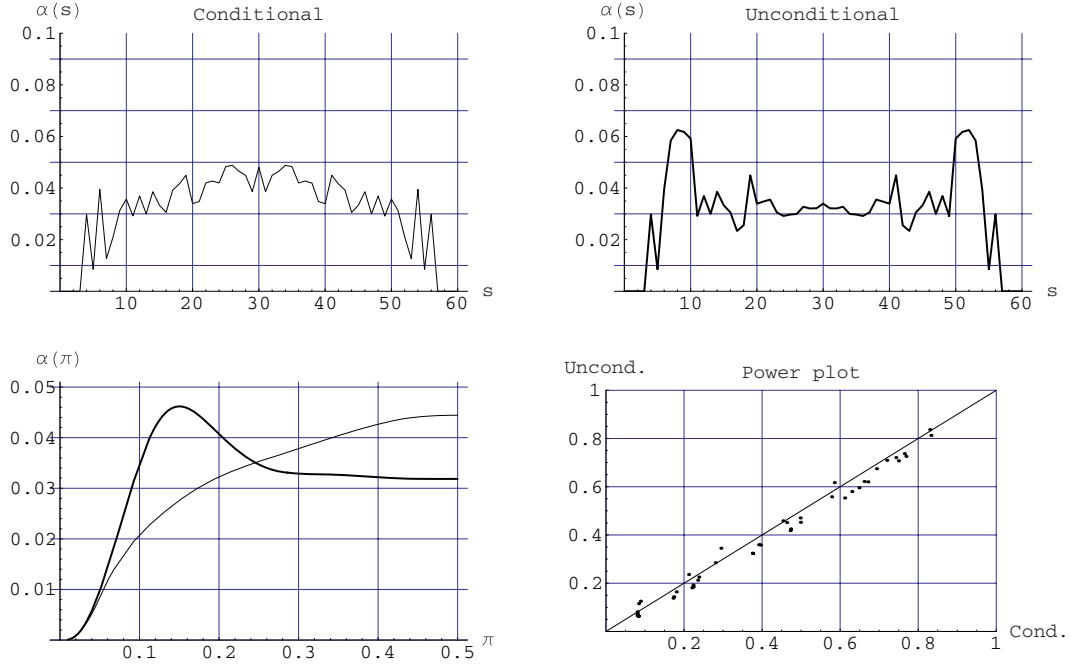 α(s)
Conditional
0.1
0.08
0.06
0.04
0.02
10 20 30 40 50 60 s
α(s)
Unconditional
0.1
0.08
0.06
0.04
0.02
10 20 30 40 50 60 s
α(π)
0.05
0.04
0.03
0.02
0.01
0.1 0.2 0.3 0.4 0.5 π
Uncond.
Power plot
1
0.8
0.6
0.4
0.2
0.2 0.4 0.6 0.8 1 Cond.